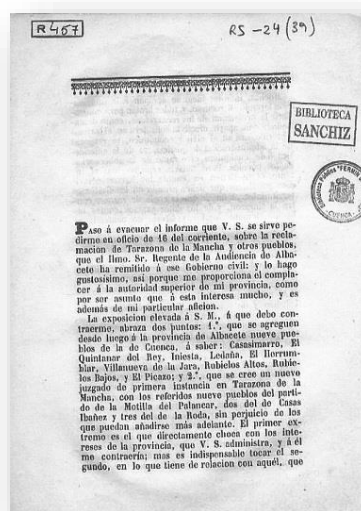 R 457
RS-24 (39)
BIBLIOTECA
SANCHIZ
CUENCA
Paso á evacuar el informe que V. S. se sirve pe-
dirme en oficio de 16 del corriente, sobre la recla-
macion de Tarazona de la Mancha y otros pueblos,
que el Ilmo. Sr. Regente de la Audiencia de Alba-
cete ha remitido á ese Gobierno civil: y lo hago
gustosísimo, asi porque me proporciona el compla-
cer á la autoridad superior de mi provincia, como
por ser asunto que á esta interesa mucho, y es
además de mi particular aficion.
La exposicion elevada á S. M., á que debo con-
traerme, abraza dos puntos: 1.º, que se agreguen
desde luego á la provincia de Albacete nueve pue-
blos de la de Cuenca, á saber: Casasimarro, El
Quintanar del Rey, Iniesta, Ledaña, El Horrum-
blar, Villanueva de la Jara, Rubielos Altos, Rubie-
los Bajos, y El Picazo; y 2.º, que se cree un nuevo
juzgado de primera instancia en Tarazona de la
Mancha, con los referidos nueve pueblos del parti-
do de la Motilla del Palancar, dos del de Casas
Ibañez y tres del de la Roda, sin perjuicio de los
que puedan añadirse más adelante. El primer ex-
tremo es el que directamente choca con los inte-
reses de la provincia, que V. S. administra, y á él
me contraeria; mas es indispensable tocar el se-
gundo, en lo que tiene de relacion con aquél, que